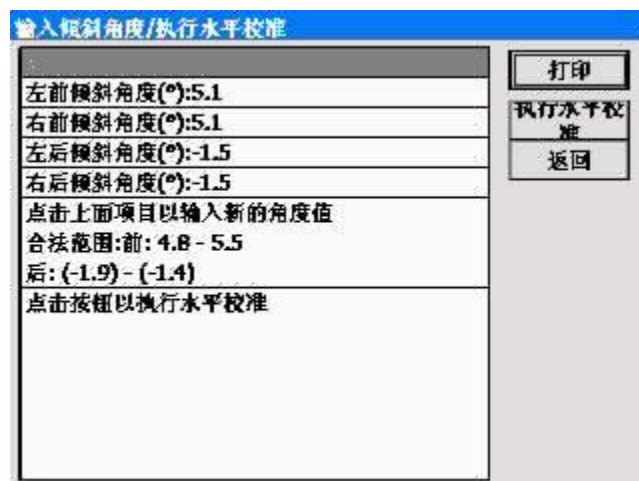 输入倾斜角度/执行水平校准
左前倾斜角度(°):5.1
右前倾斜角度(°):5.1
左后倾斜角度(°):-1.5
右后倾斜角度(°):-1.5
点击上面项目以输入新的角度值
合法范围:前: 4.8 - 5.5
后: (-1.9) - (-1.4)
点击按钮以执行水平校准
打印
执行水平校
准
返回